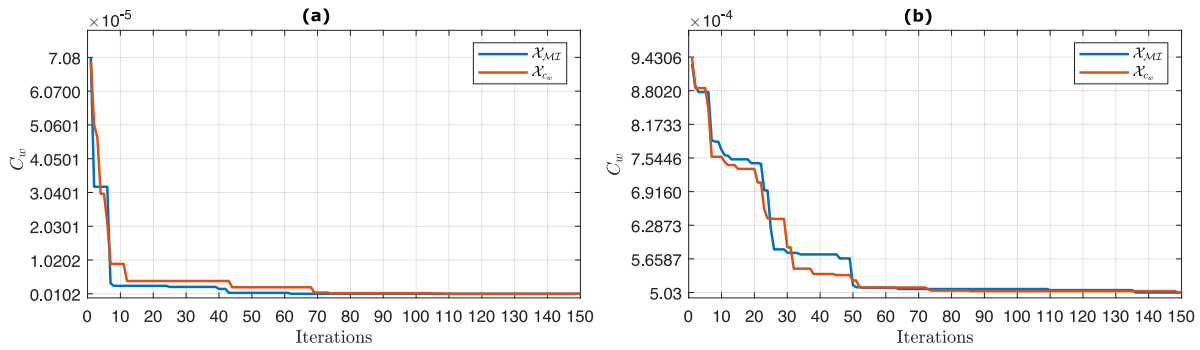 (a)
×10⁻⁵
7.08
6.0700
5.0601
4.0501
3.0401
2.0301
1.0202
0.0102
C_w
0 10 20 30 40 50 60 70 80 90 100 110 120 130 140 150
Iterations
𝒳_ℳℐ
𝒳_{c_w}
(b)
×10⁻⁴
9.4306
8.8020
8.1733
7.5446
6.9160
6.2873
5.6587
5.03
C_w
0 10 20 30 40 50 60 70 80 90 100 110 120 130 140 150
Iterations
𝒳_ℳℐ
𝒳_{c_w}